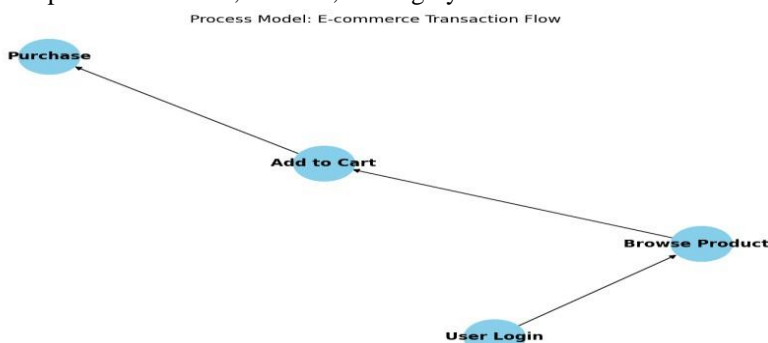 Process Model: E-commerce Transaction Flow
Purchase
Add to Cart
Browse Product
User Login